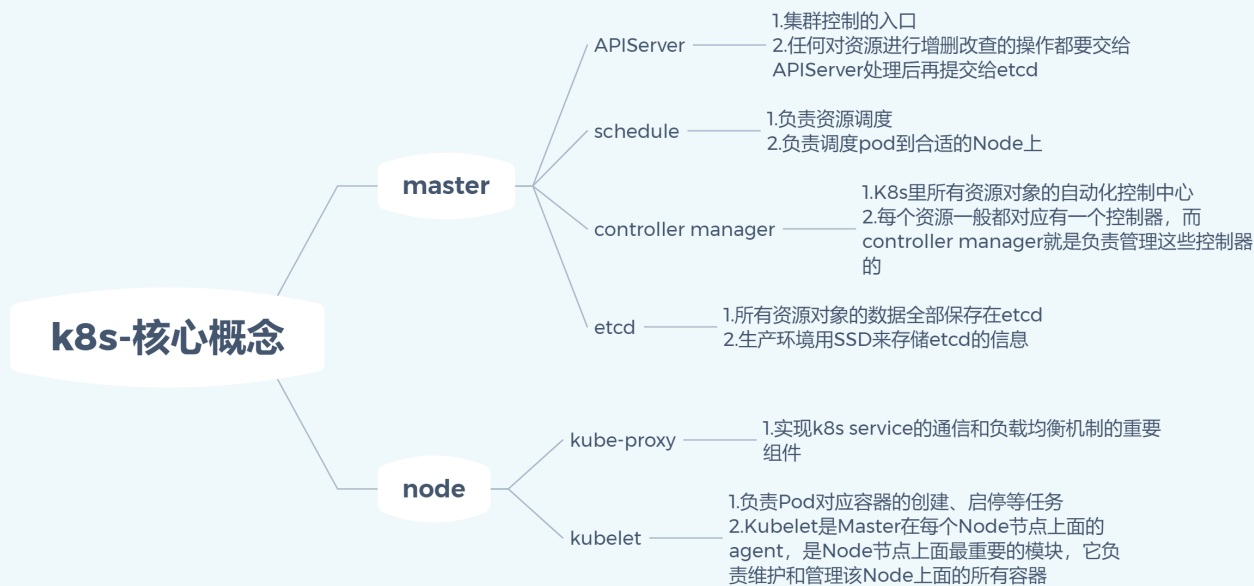 k8s-核心概念
master
APIServer
1.集群控制的入口
2.任何对资源进行增删改查的操作都要交给
APIServer处理后再提交给etcd
schedule
1.负责资源调度
2.负责调度pod到合适的Node上
controller manager
1.K8s里所有资源对象的自动化控制中心
2.每个资源一般都对应有一个控制器，而
controller manager就是负责管理这些控制器
的
etcd
1.所有资源对象的数据全部保存在etcd
2.生产环境用SSD来存储etcd的信息
node
kube-proxy
1.实现k8s service的通信和负载均衡机制的重要
组件
kubelet
1.负责Pod对应容器的创建、启停等任务
2.Kubelet是Master在每个Node节点上面的
agent，是Node节点上面最重要的模块，它负
责维护和管理该Node上面的所有容器